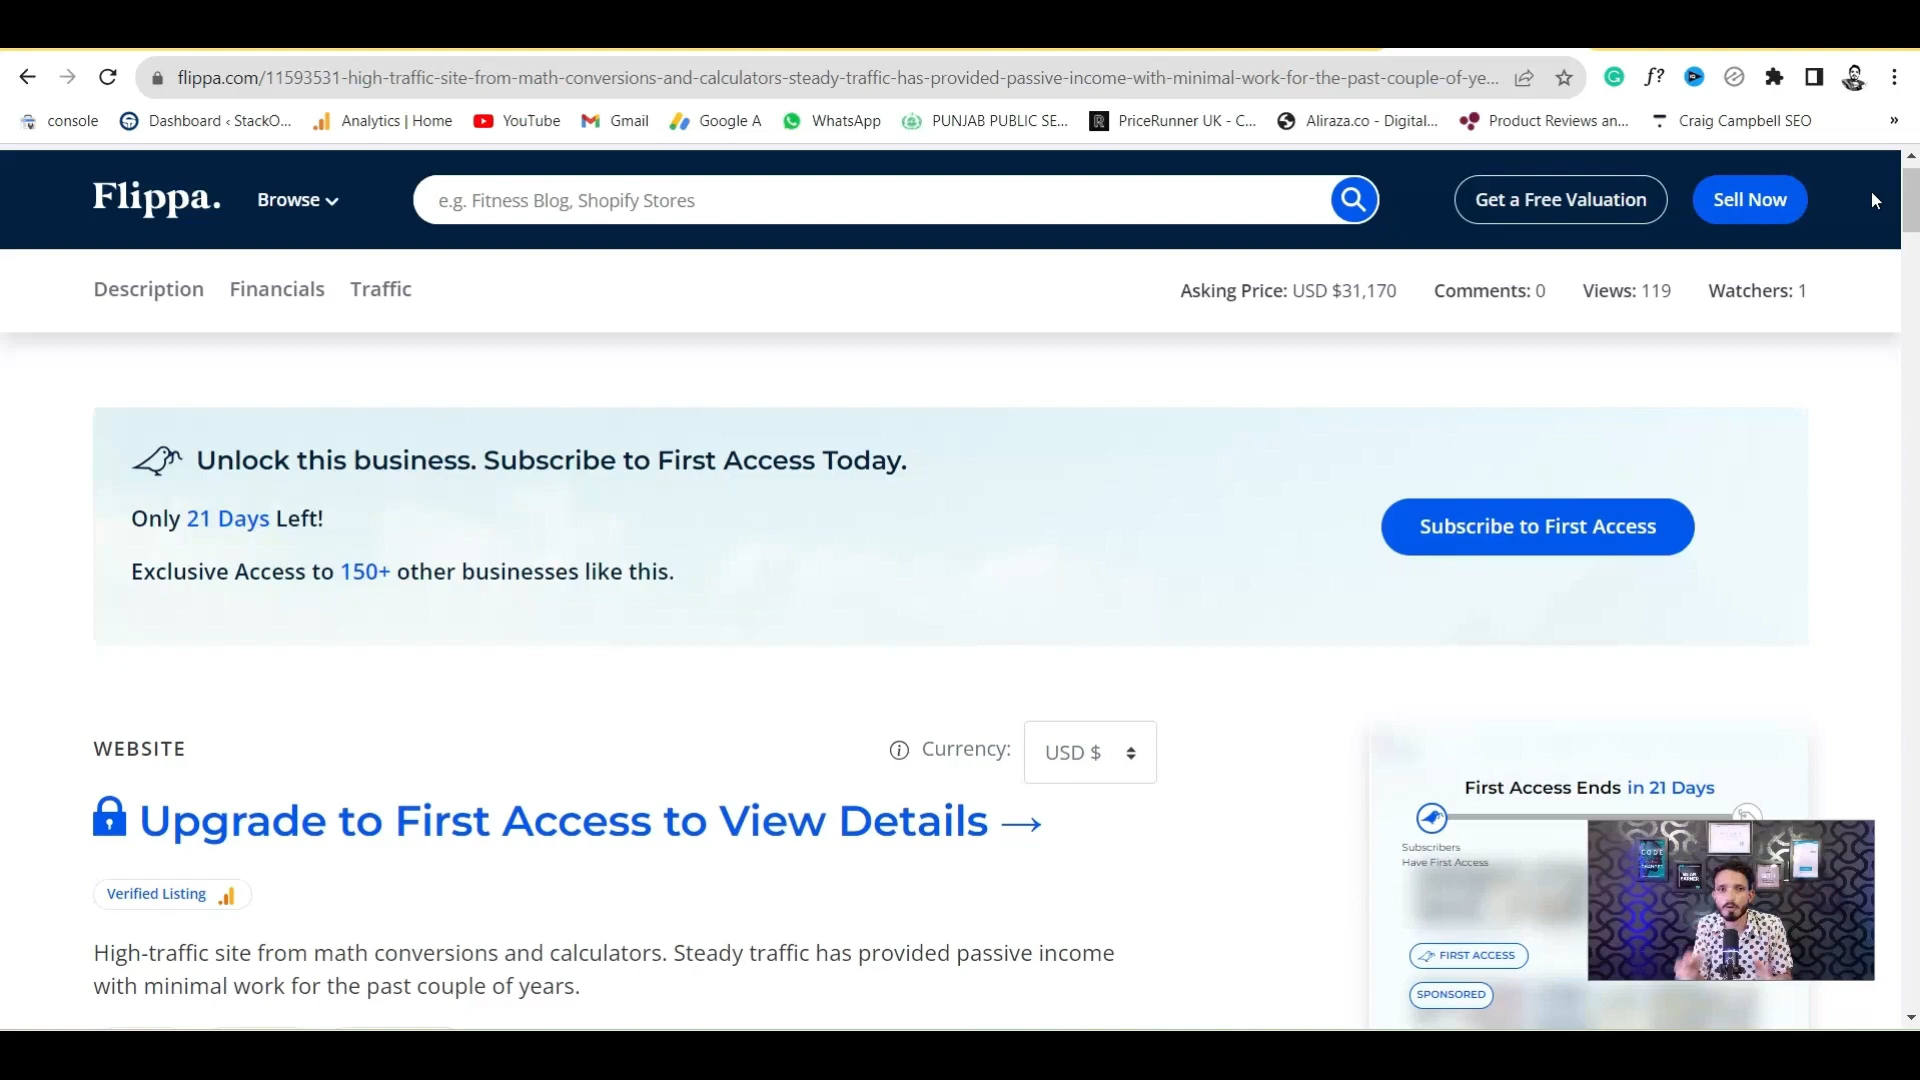 flippa.com/11593531-high-traffic-site-from-math-conversions-and-calculators-steady-traffic-has-provided-passive-income-with-minimal-work-for-the-past-couple-of-ye...
f?
console Dashboard ‹ StackO... Analytics | Home YouTube Gmail Google A WhatsApp PUNJAB PUBLIC SE... PriceRunner UK - C... Aliraza.co - Digital... Product Reviews an... Craig Campbell SEO »
Flippa. Browse e.g. Fitness Blog, Shopify Stores Get a Free Valuation Sell Now
Description Financials Traffic Asking Price: USD $31,170 Comments: 0 Views: 119 Watchers: 1
Unlock this business. Subscribe to First Access Today.
Only 21 Days Left!
Subscribe to First Access
Exclusive Access to 150+ other businesses like this.
WEBSITE Currency: USD $
First Access Ends in 21 Days
Upgrade to First Access to View Details →
Subscribers
Have First Access
Verified Listing
High-traffic site from math conversions and calculators. Steady traffic has provided passive income
with minimal work for the past couple of years.
FIRST ACCESS
SPONSORED
CODE